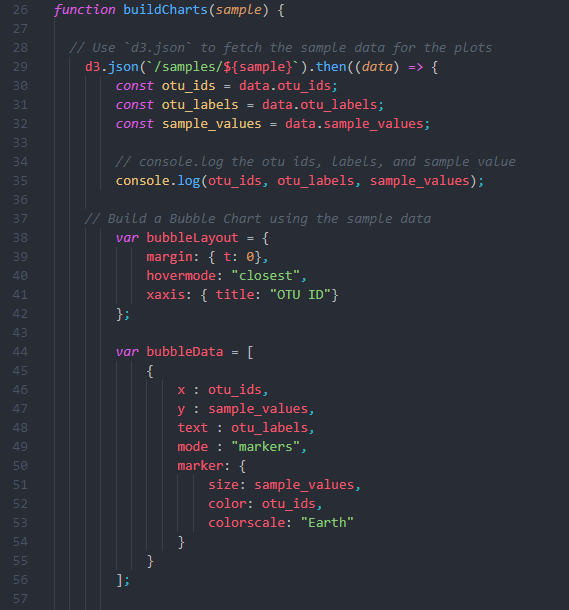 26 function buildCharts(sample) {
27
28 // Use `d3.json` to fetch the sample data for the plots
29 d3.json(`/samples/${sample}`).then((data) => {
30 const otu_ids = data.otu_ids;
31 const otu_labels = data.otu_labels;
32 const sample_values = data.sample_values;
33
34 // console.log the otu ids, labels, and sample value
35 console.log(otu_ids, otu_labels, sample_values);
36
37 // Build a Bubble Chart using the sample data
38 var bubbleLayout = {
39 margin: { t: 0},
40 hovermode: "closest",
41 xaxis: { title: "OTU ID"}
42 };
43
44 var bubbleData = [
45 {
46 x : otu_ids,
47 y : sample_values,
48 text : otu_labels,
49 mode : "markers",
50 marker: {
51 size: sample_values,
52 color: otu_ids,
53 colorscale: "Earth"
54 }
55 }
56 ];
57